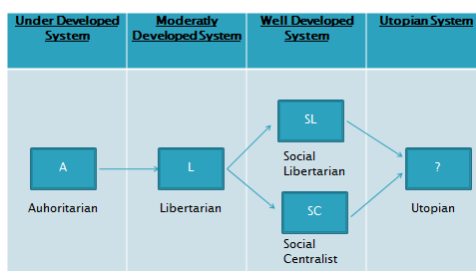 Under Developed
System
Moderatly
Developed System
Well Developed
System
Utopian System
A
Auhoritarian
L
Libertarian
SL
Social
Libertarian
SC
Social
Centralist
?
Utopian